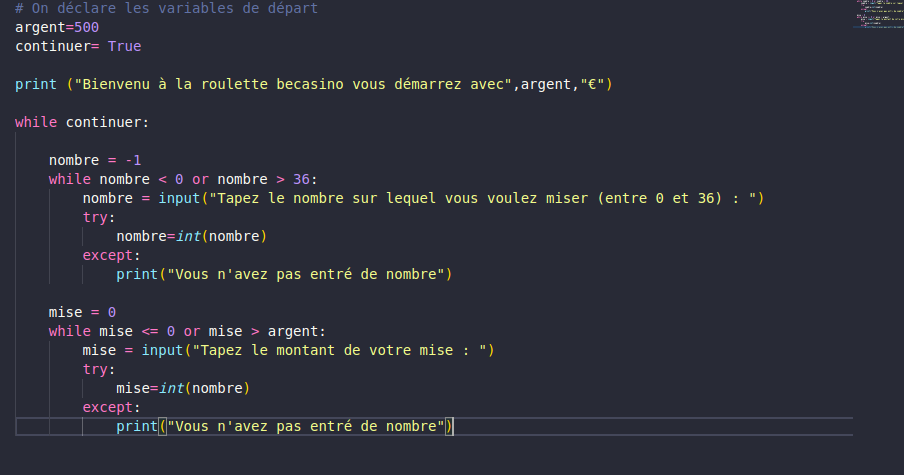 # On déclare les variables de départ
argent=500
continuer= True
print ("Bienvenu à la roulette becasino vous démarrez avec",argent,"€")
while continuer:
    nombre = -1
    while nombre < 0 or nombre > 36:
        nombre = input("Tapez le nombre sur lequel vous voulez miser (entre 0 et 36) : ")
        try:
            nombre=int(nombre)
        except:
            print("Vous n'avez pas entré de nombre")
    mise = 0
    while mise <= 0 or mise > argent:
        mise = input("Tapez le montant de votre mise : ")
        try:
            mise=int(nombre)
        except:
            print("Vous n'avez pas entré de nombre")